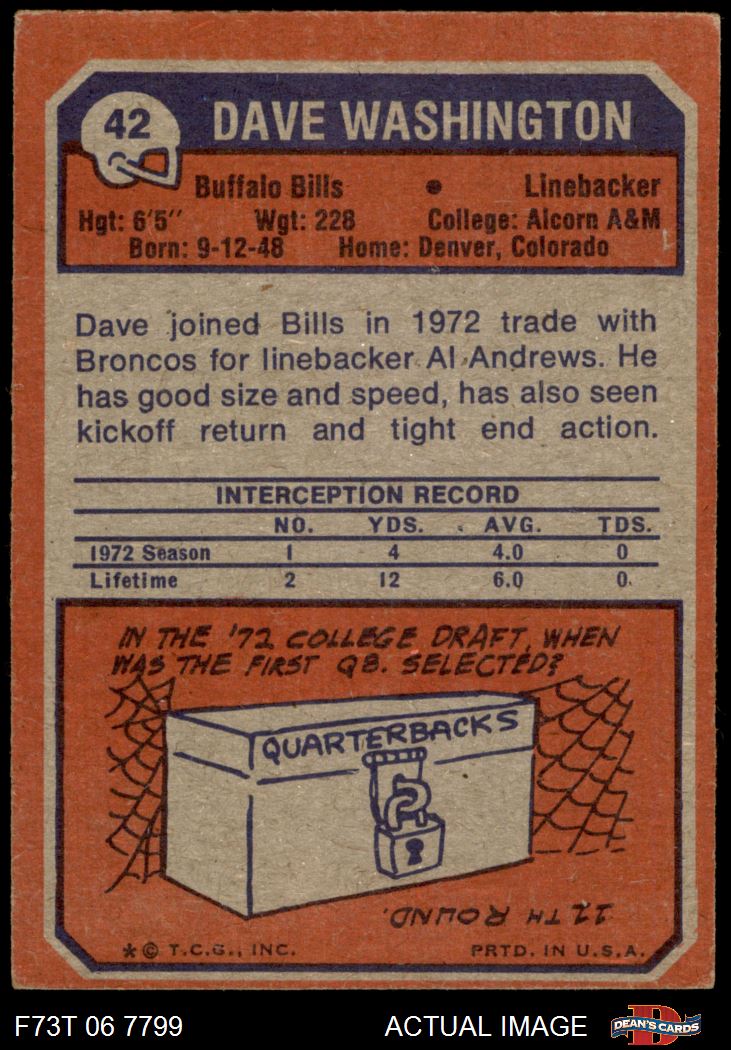 42
DAVE WASHINGTON
Buffalo Bills • Linebacker
Hgt: 6'5" Wgt: 228 College: Alcorn A&M
Born: 9-12-48 Home: Denver, Colorado
Dave joined Bills in 1972 trade with
Broncos for linebacker Al Andrews. He
has good size and speed, has also seen
kickoff return and tight end action.
INTERCEPTION RECORD
NO. YDS. AVG. TDS.
1972 Season 1 4 4.0 0
Lifetime 2 12 6.0 0
IN THE '72 COLLEGE DRAFT, WHEN
WAS THE FIRST QB. SELECTED?
QUARTERBACKS
11TH ROUND.
* © T.C.G., INC. PRTD. IN U.S.A.
F73T 06 7799 ACTUAL IMAGE D DEAN'S CARDS